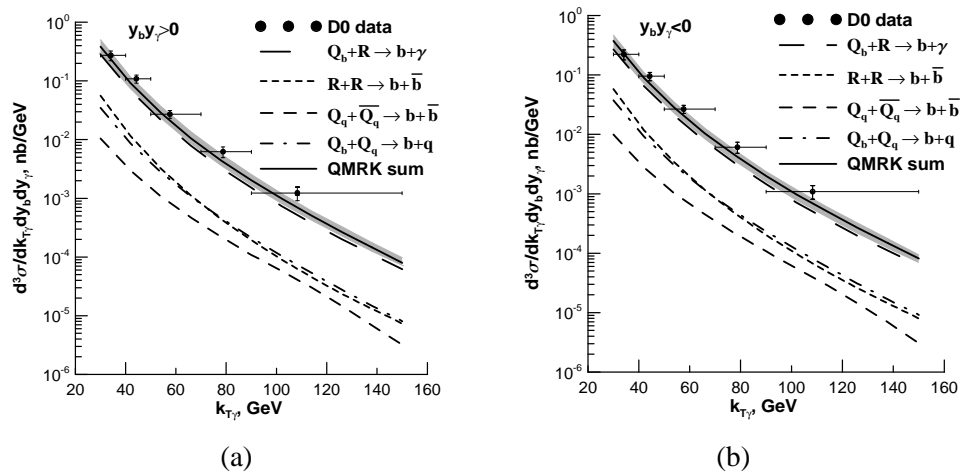 y_b y_γ>0
D0 data
Q_b+R→b+γ
R+R→b+b̅
Q_q+Q̅_q→b+b̅
Q_b+Q_q→b+q
QMRK sum
d³σ/dk_Tγdy_bdy_γ, nb/GeV
10⁰
10⁻¹
10⁻²
10⁻³
10⁻⁴
10⁻⁵
10⁻⁶
20 40 60 80 100 120 140 160
k_Tγ, GeV
(a)
y_b y_γ<0
D0 data
Q_b+R→b+γ
R+R→b+b̅
Q_q+Q̅_q→b+b̅
Q_b+Q_q→b+q
QMRK sum
d³σ/dk_Tγdy_bdy_γ, nb/GeV
10⁰
10⁻¹
10⁻²
10⁻³
10⁻⁴
10⁻⁵
10⁻⁶
20 40 60 80 100 120 140 160
k_Tγ, GeV
(b)